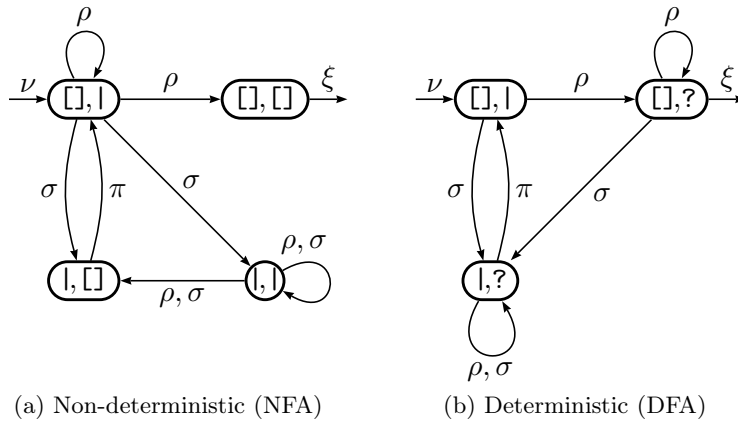 ρ
ν [],| ρ [],[] ξ
σ π σ
|,[] ρ,σ |,| ρ,σ
(a) Non-deterministic (NFA)
ρ
ν [],| ρ [],? ξ
σ π σ
|,?
ρ,σ
(b) Deterministic (DFA)